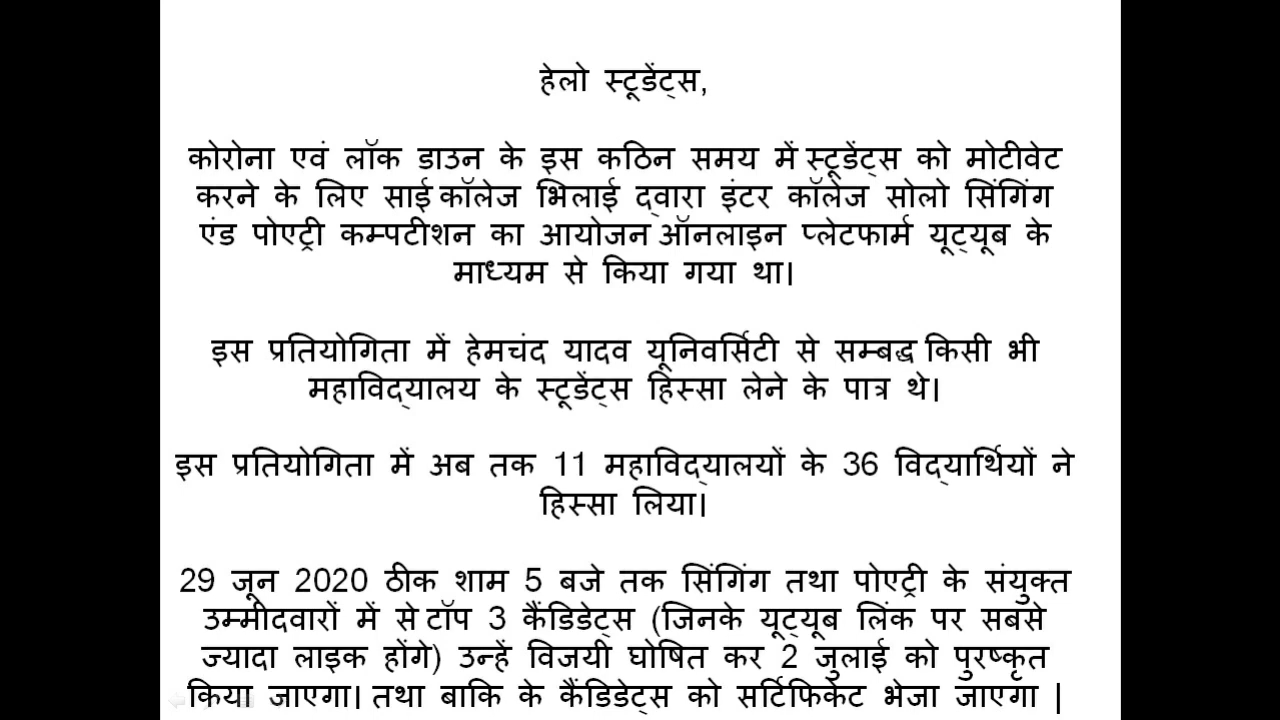 हेलो स्टूडेंट्स,
कोरोना एवं लॉक डाउन के इस कठिन समय में स्टूडेंट्स को मोटीवेट
करने के लिए साई कॉलेज भिलाई द्वारा इंटर कॉलेज सोलो सिंगिंग
एंड पोएट्री कम्पटीशन का आयोजन ऑनलाइन प्लेटफार्म यूट्यूब के
माध्यम से किया गया था।
इस प्रतियोगिता में हेमचंद यादव यूनिवर्सिटी से सम्बद्ध किसी भी
महाविद्यालय के स्टूडेंट्स हिस्सा लेने के पात्र थे।
इस प्रतियोगिता में अब तक 11 महाविद्यालयों के 36 विद्यार्थियों ने
हिस्सा लिया।
29 जून 2020 ठीक शाम 5 बजे तक सिंगिंग तथा पोएट्री के संयुक्त
उम्मीदवारों में से टॉप 3 कैंडिडेट्स (जिनके यूट्यूब लिंक पर सबसे
ज्यादा लाइक होंगे) उन्हें विजयी घोषित कर 2 जुलाई को पुरष्कृत
किया जाएगा। तथा बाकि के कैंडिडेट्स को सर्टिफिकेट भेजा जाएगा |